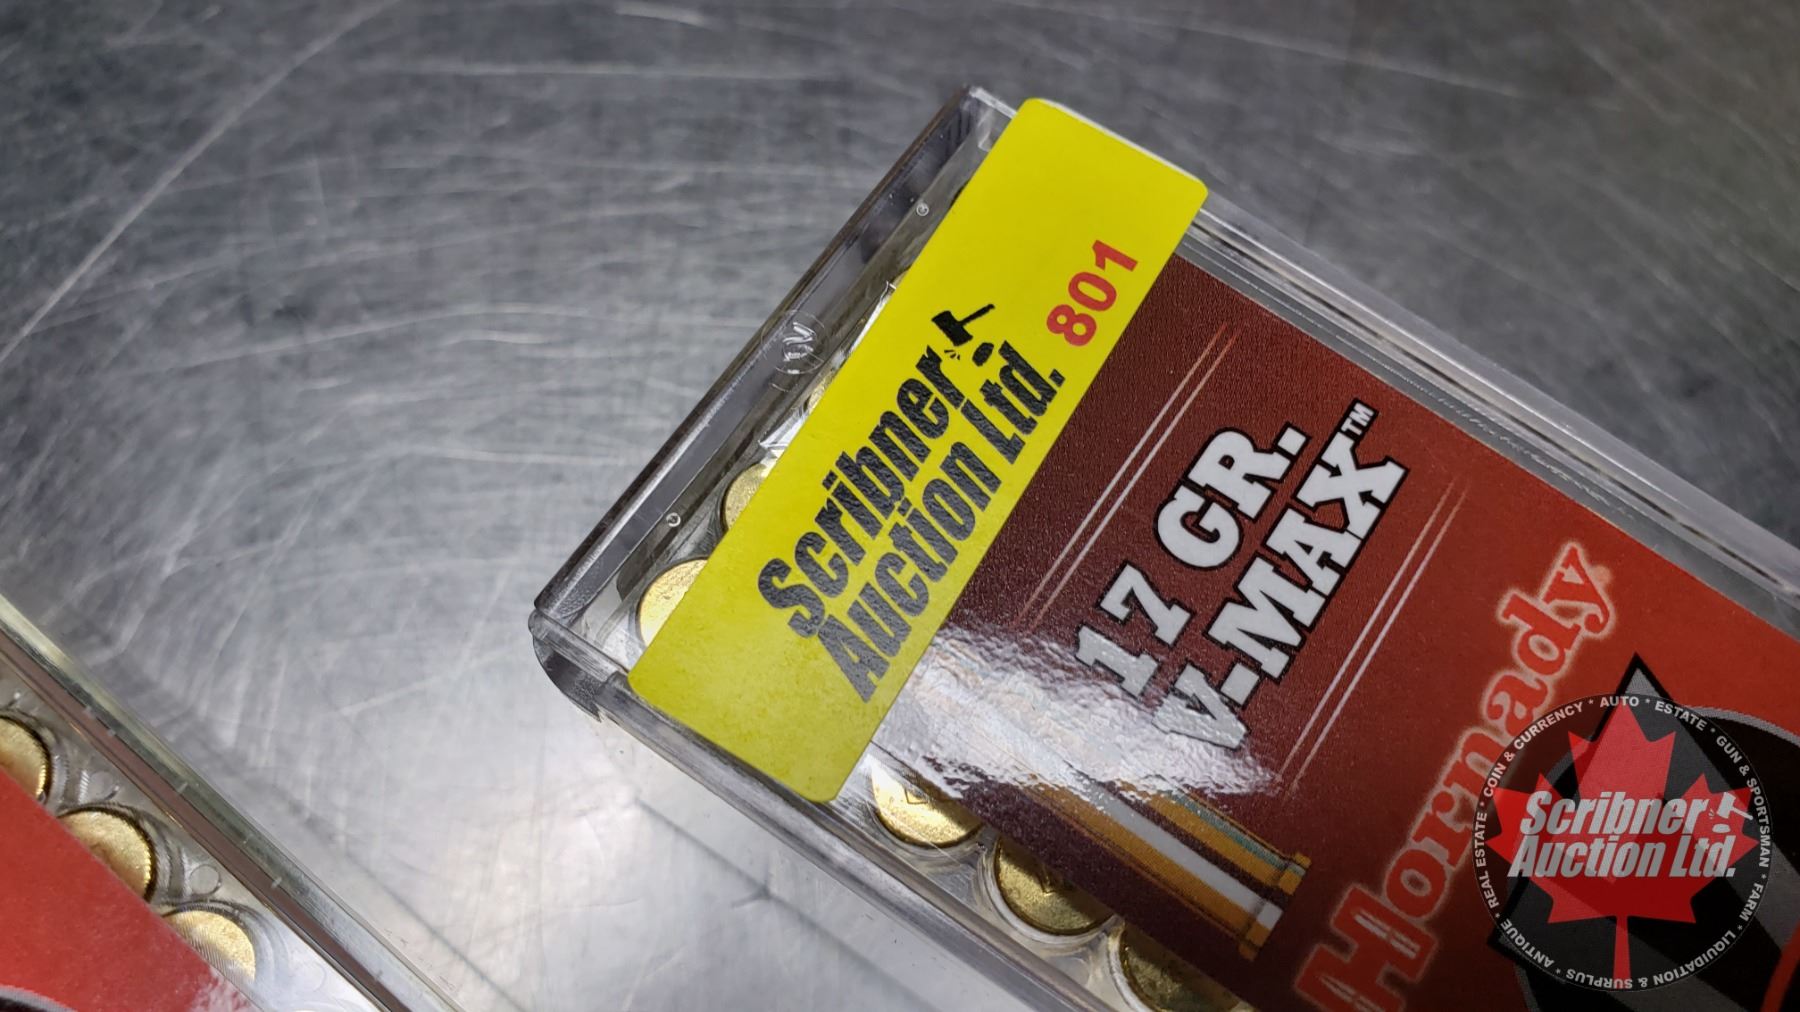 Scribner
Auction Ltd.
801
17 GR.
V-MAX™
Hornady
Scribner
Auction Ltd.
REAL ESTATE * COIN & CURRENCY * AUTO * ESTATE * GUN & SPORTSMAN * FARM * LIQUIDATION & SURPLUS * ANTIQUE *